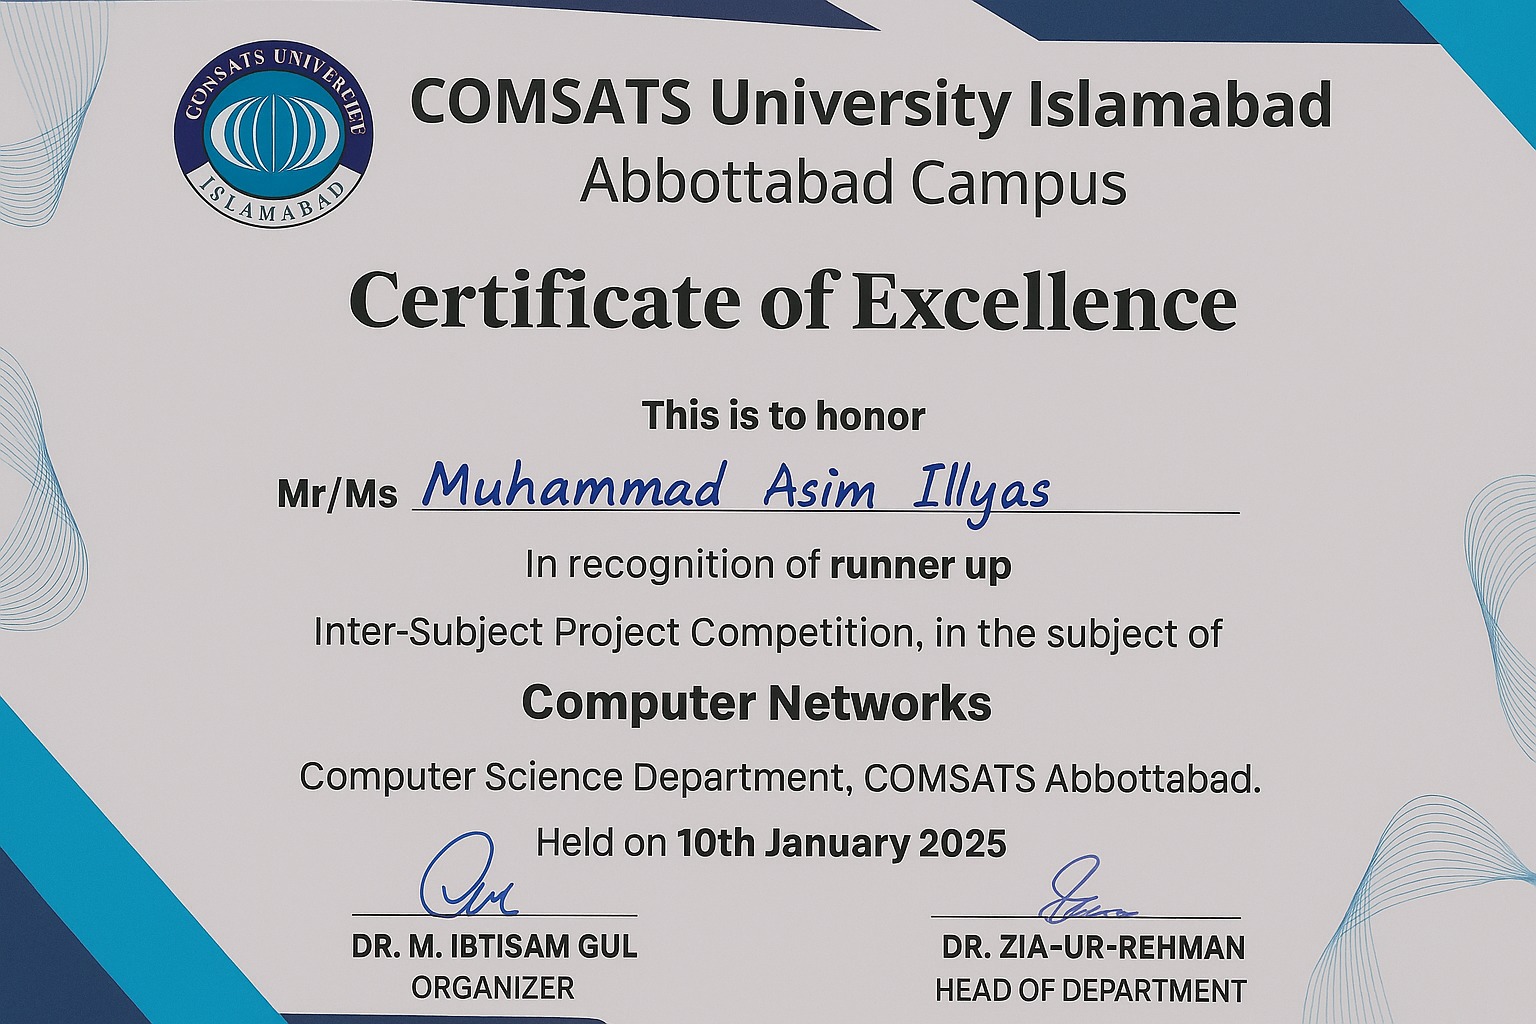 CONSATS UNIVERCIEE
ISLAMABAD
COMSATS University Islamabad
Abbottabad Campus
Certificate of Excellence
This is to honor
Mr/Ms Muhammad Asim Illyas
In recognition of runner up
Inter-Subject Project Competition, in the subject of
Computer Networks
Computer Science Department, COMSATS Abbottabad.
Held on 10th January 2025
DR. M. IBTISAM GUL
ORGANIZER
DR. ZIA-UR-REHMAN
HEAD OF DEPARTMENT